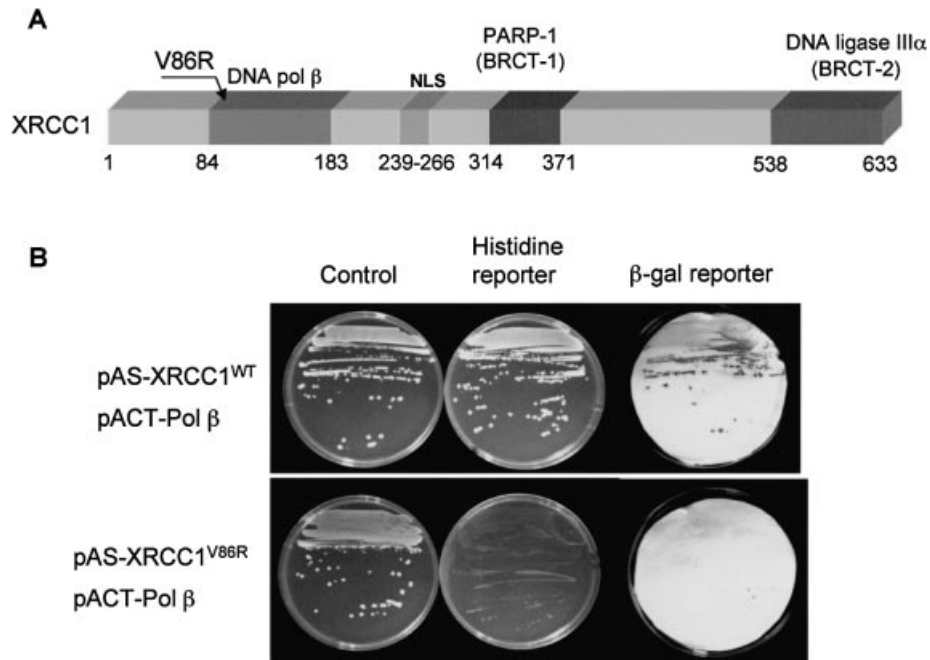 A
V86R
DNA pol β
NLS
PARP-1
(BRCT-1)
DNA ligase IIIα
(BRCT-2)
XRCC1
1 84 183 239-266 314 371 538 633
B
Control
Histidine
reporter
β-gal reporter
pAS-XRCC1WT
pACT-Pol β
pAS-XRCC1V86R
pACT-Pol β